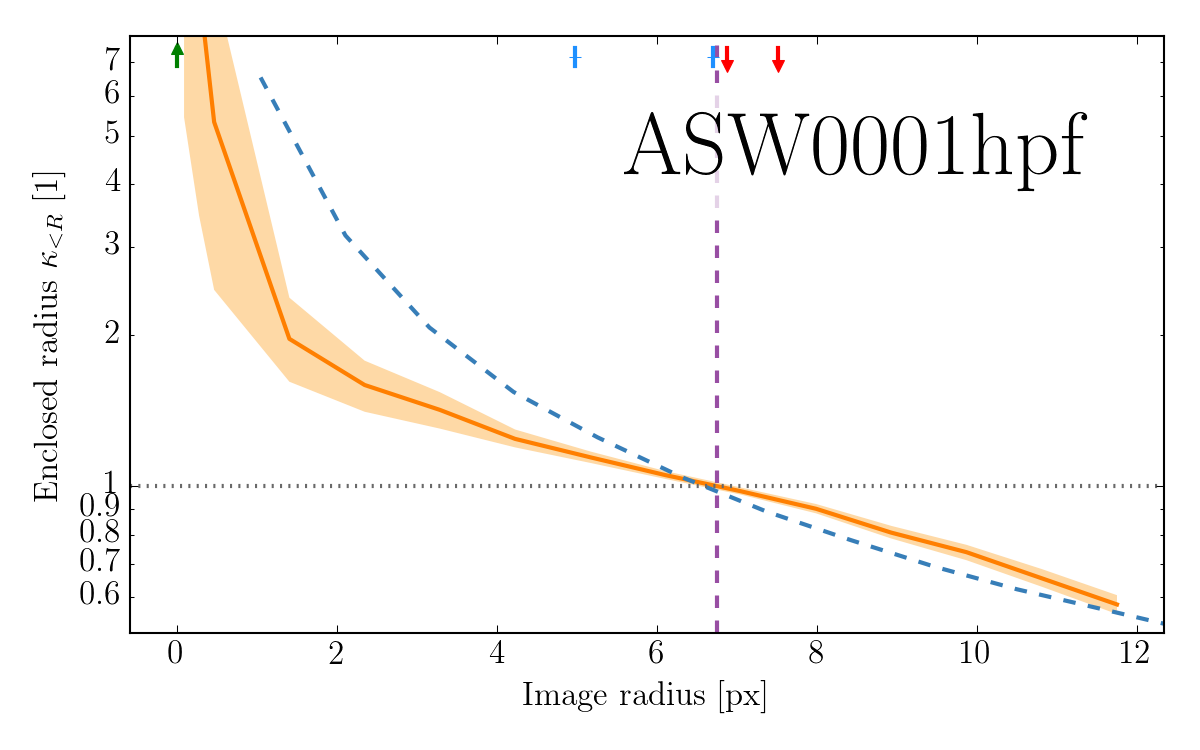 ASW0001hpf
Enclosed radius κ<R [1]
7
6
5
4
3
2
1
0.9
0.8
0.7
0.6
0 2 4 6 8 10 12
Image radius [px]